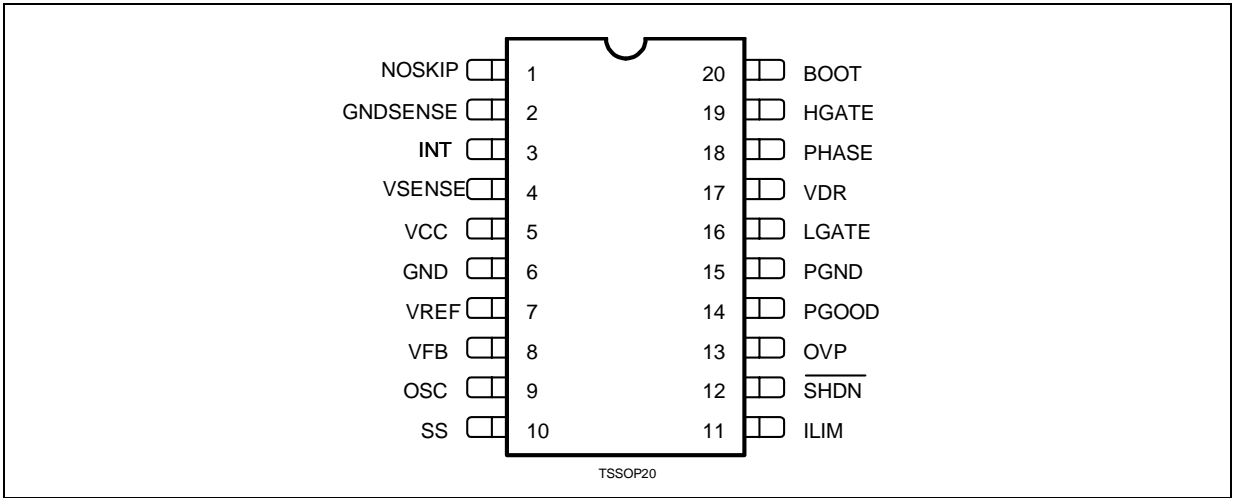 NOSKIP 1 20 BOOT
GNDSENSE 2 19 HGATE
INT 3 18 PHASE
VSENSE 4 17 VDR
VCC 5 16 LGATE
GND 6 15 PGND
VREF 7 14 PGOOD
VFB 8 13 OVP
OSC 9 12 SHDN
SS 10 11 ILIM
TSSOP20